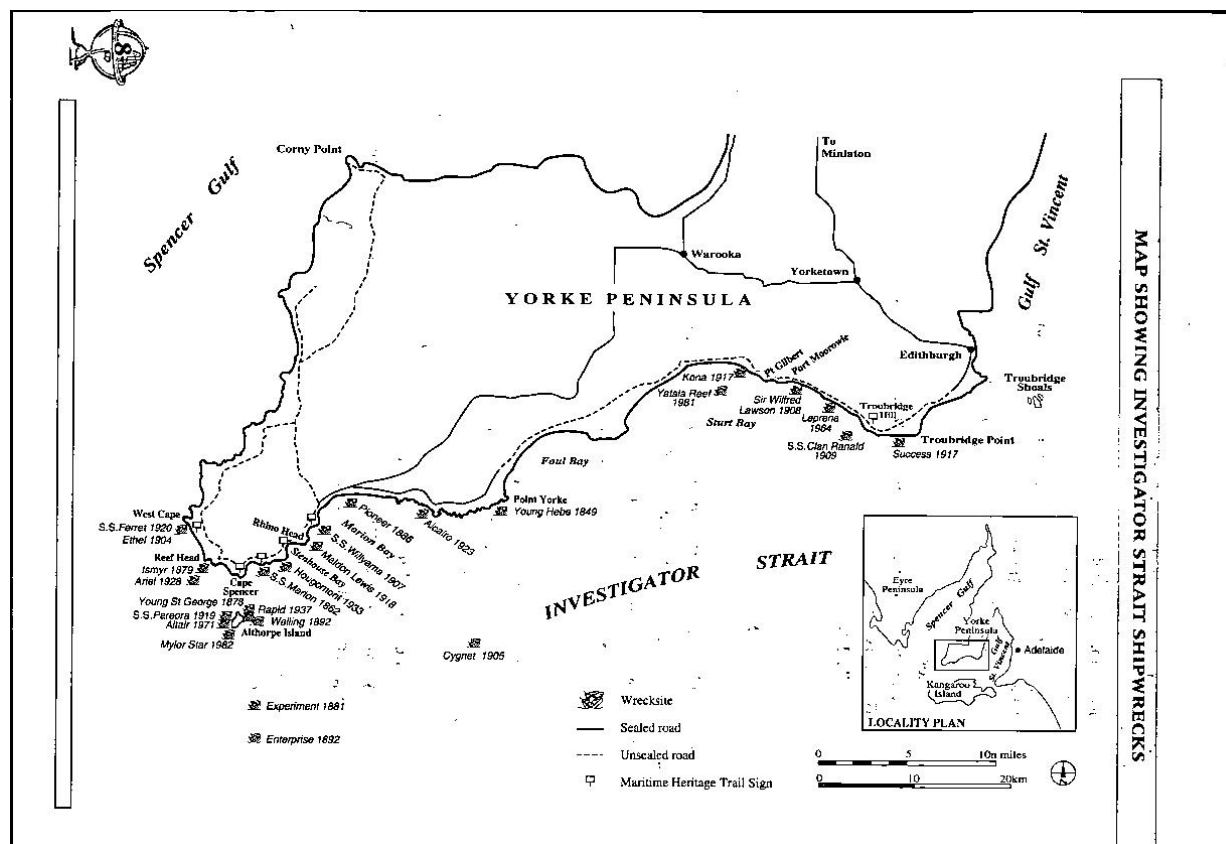 8
Corny Point
To
Minlaton
Spencer Gulf
Gulf St. Vincent
Warooka
Yorketown
YORKE PENINSULA
Edithburgh
Pt Gilbert
Port Moorowie
Kona 1917
Yatala Reef
1981
Sir Wilfred
Lawson 1908
Leprena
1984
Troubridge
Hill
Troubridge
Shoals
Sturt Bay
S.S.Clan Ranald
1909
Troubridge Point
Success 1917
Foul Bay
Point Yorke
Young Hebe 1849
West Cape
S.S.Ferret 1920
Ethel 1904
Rhino Head
Pioneer 1886
Alcairo 1923
Marion Bay
S.S.Willyama 1907
Meldon Lewis 1918
Stenhouse Bay
Hougomont 1933
S.S.Marion 1862
Reef Head
Ismyr 1879
Ariel 1928
Cape
Spencer
Young St George 1878
S.S.Pareora 1919
Altair 1971
Rapid 1937
Welling 1892
Althorpe Island
Mylor Star 1982
INVESTIGATOR STRAIT
Cygnet 1905
Experiment 1881
Enterprise 1892
Wrecksite
Sealed road
Unsealed road
Maritime Heritage Trail Sign
Eyre
Peninsula
Spencer Gulf
Yorke
Peninsula
Gulf
St. Vincent
Adelaide
Kangaroo
Island
LOCALITY PLAN
0 5 10n miles
0 10 20km
MAP SHOWING INVESTIGATOR STRAIT SHIPWRECKS